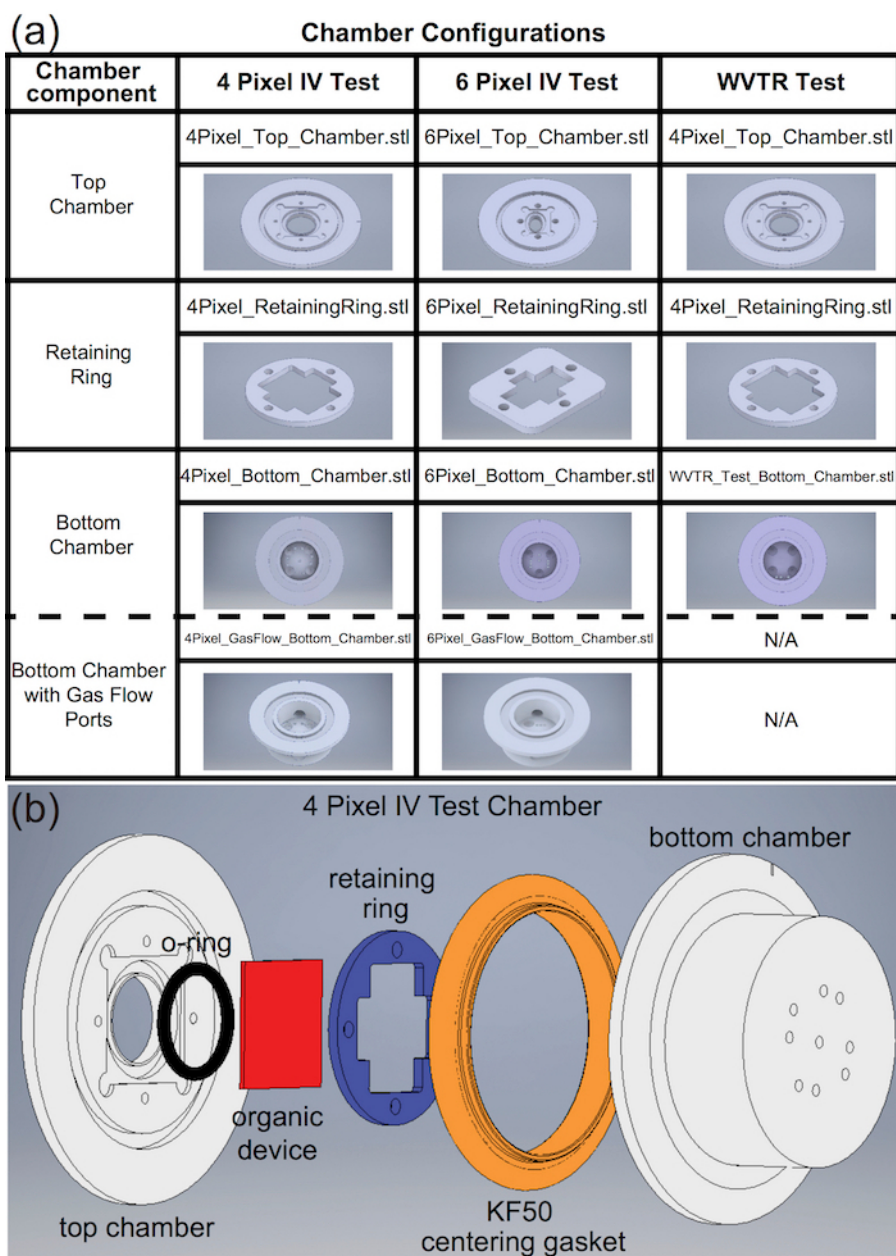 (a)
Chamber Configurations
Chamber component
4 Pixel IV Test
6 Pixel IV Test
WVTR Test
Top
Chamber
4Pixel_Top_Chamber.stl
6Pixel_Top_Chamber.stl
4Pixel_Top_Chamber.stl
Retaining
Ring
4Pixel_RetainingRing.stl
6Pixel_RetainingRing.stl
4Pixel_RetainingRing.stl
Bottom
Chamber
4Pixel_Bottom_Chamber.stl
6Pixel_Bottom_Chamber.stl
WVTR_Test_Bottom_Chamber.stl
Bottom Chamber
with Gas Flow
Ports
4Pixel_GasFlow_Bottom_Chamber.stl
6Pixel_GasFlow_Bottom_Chamber.stl
N/A
N/A
(b)
4 Pixel IV Test Chamber
bottom chamber
retaining
ring
o-ring
organic
device
KF50
centering gasket
top chamber